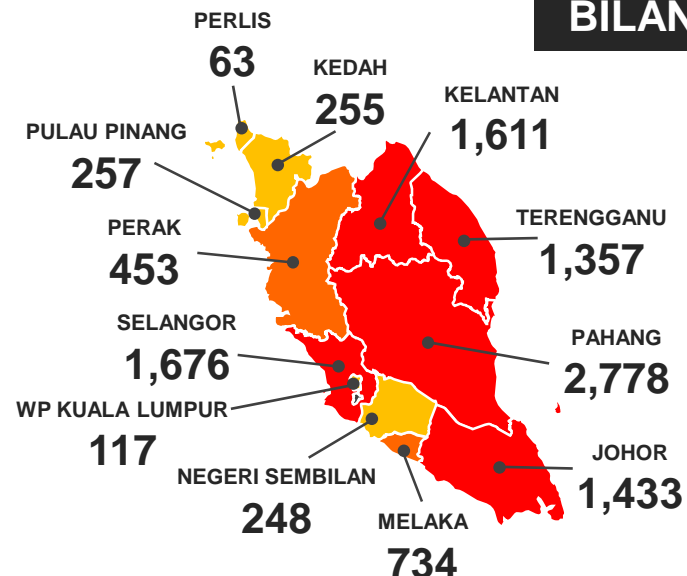 BILAN
PERLIS
63
KEDAH
255
KELANTAN
1,611
PULAU PINANG
257
TERENGGANU
1,357
PERAK
453
SELANGOR
1,676
PAHANG
2,778
WP KUALA LUMPUR
117
JOHOR
1,433
NEGERI SEMBILAN
248
MELAKA
734